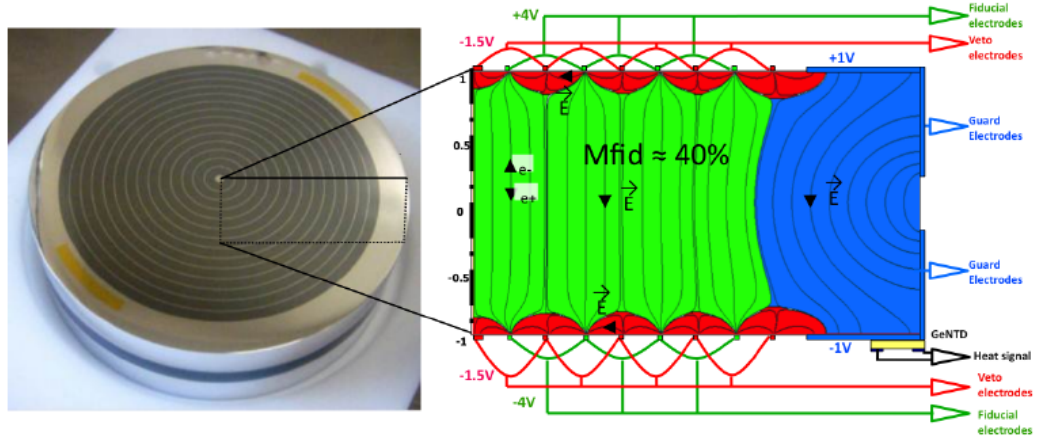 +4V
Fiducial
electrodes
-1.5V
Veto
electrodes
+1V
1
E
0.5
Mfid ≈ 40%
Guard
Electrodes
e-
e+
E
E
0
-0.5
Guard
Electrodes
E
-1
-1V
GeNTD
Heat signal
-1.5V
Veto
electrodes
-4V
Fiducial
electrodes